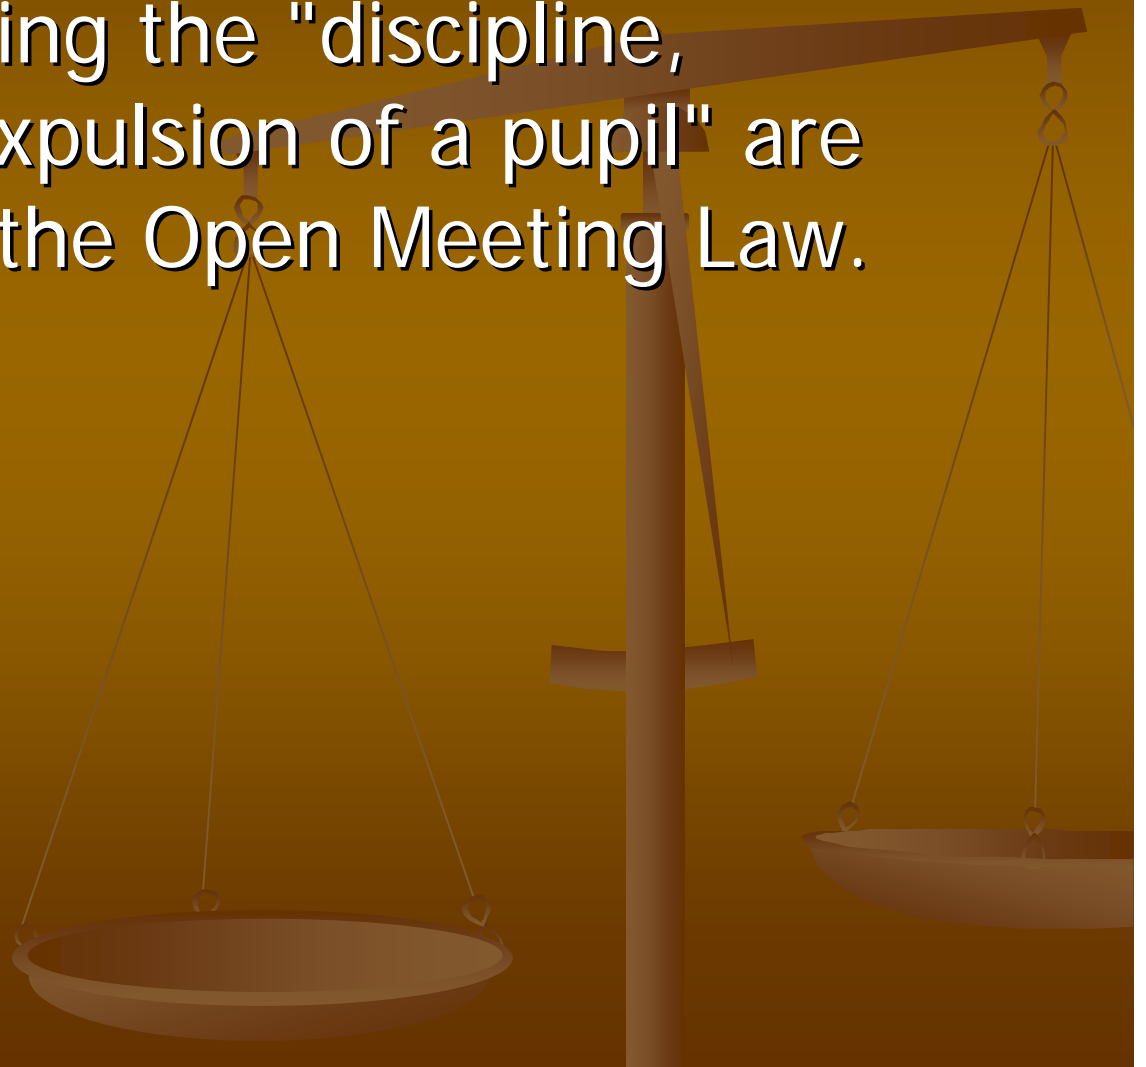 ing the "discipline,
xpulsion of a pupil" are
the Open Meeting Law.